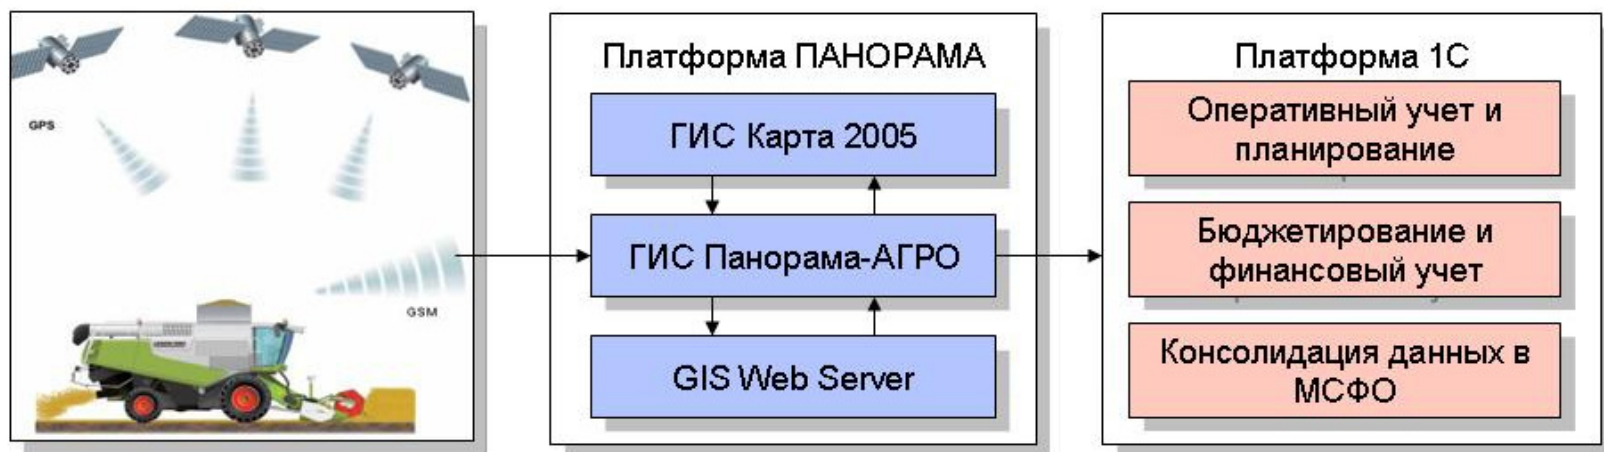 GPS
GSM
Платформа ПАНОРАМА
ГИС Карта 2005
ГИС Панорама-АГРО
GIS Web Server
Платформа 1С
Оперативный учет и
планирование
Бюджетирование и
финансовый учет
Консолидация данных в
МСФО